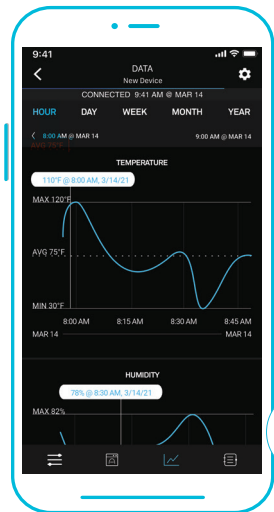 9:41
DATA
New Device
CONNECTED 9:41 AM @ MAR 14
HOUR DAY WEEK MONTH YEAR
8:00 AM @ MAR 14 9:00 AM @ MAR 14
AVG 75°F
TEMPERATURE
110°F @ 8:00 AM, 3/14/21
MAX 120°F
AVG 75°F
MIN 30°F
8:00 AM 8:15 AM 8:30 AM 8:45 AM
MAR 14 MAR 14
HUMIDITY
78% @ 8:30 AM, 3/14/21
MAX 82%